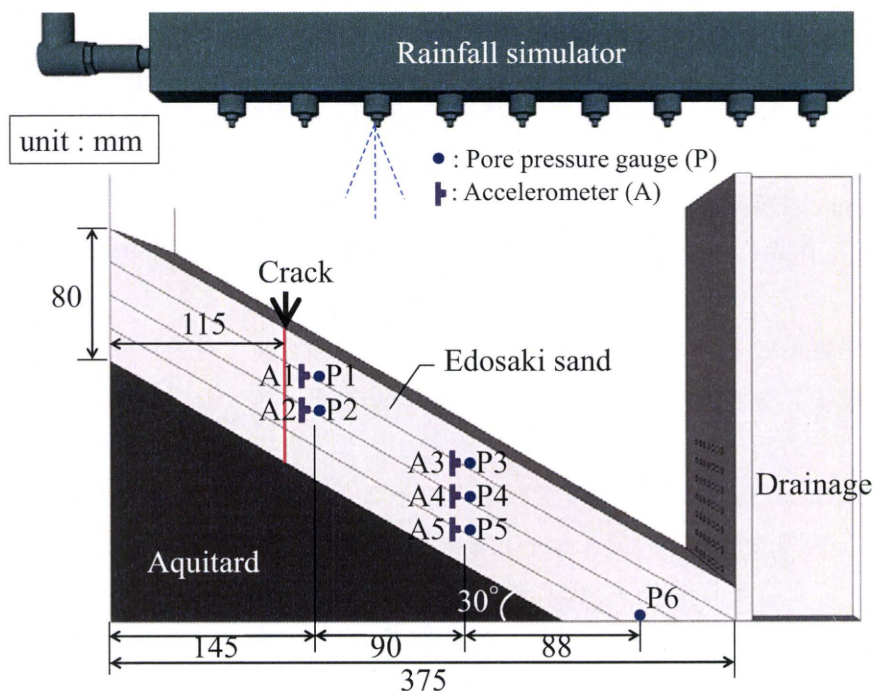 Rainfall simulator
unit : mm
: Pore pressure gauge (P)
: Accelerometer (A)
Crack
80
115
A1 P1
Edosaki sand
A2 P2
A3 P3
A4 P4
Drainage
A5 P5
Aquitard
30°
P6
145
90
88
375